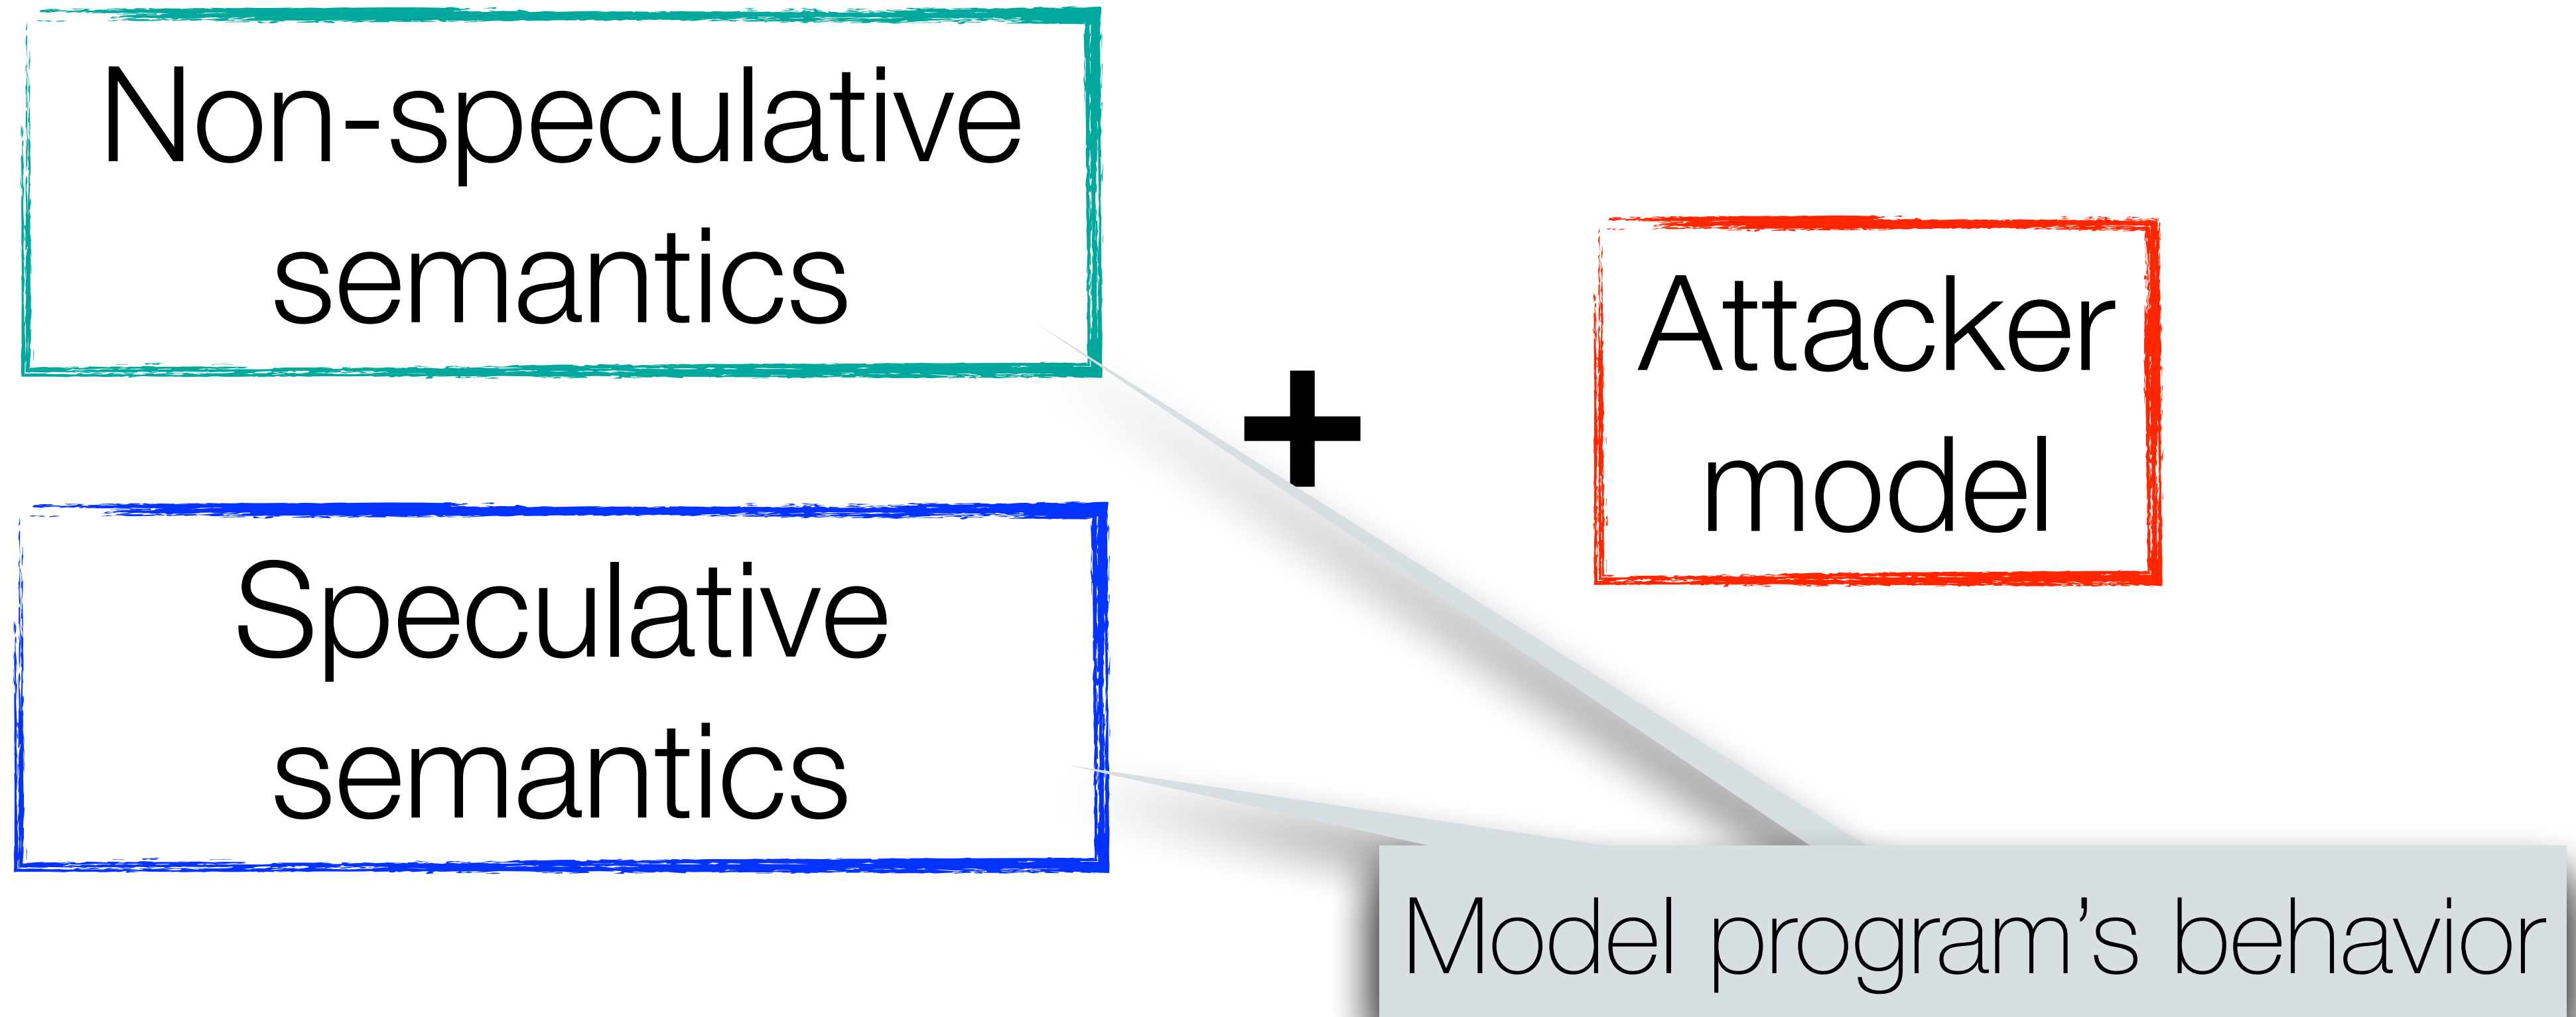 Non-speculative
semantics
Speculative
semantics
+
Attacker
model
Model program’s behavior